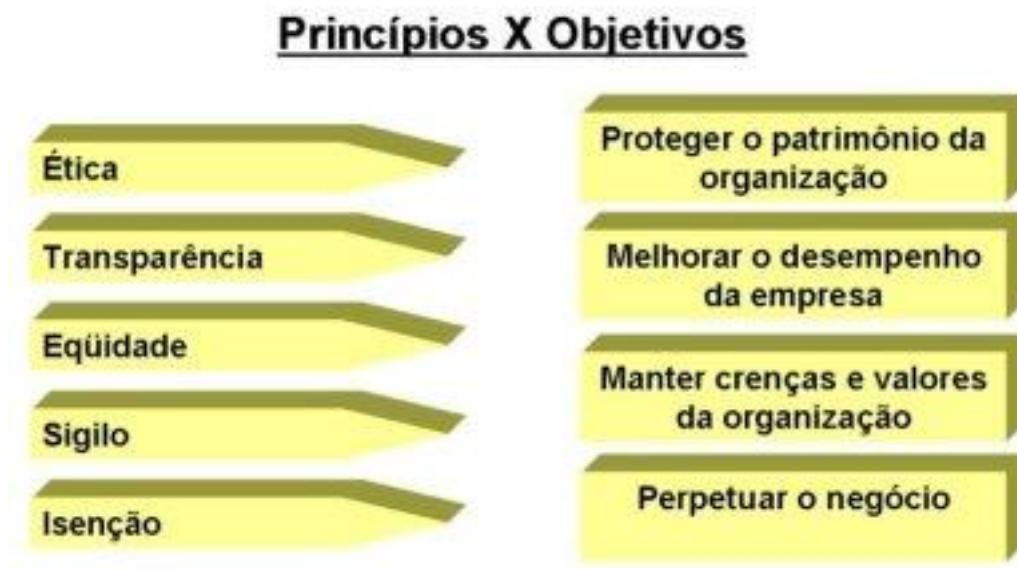 Princípios X Objetivos
Ética
Transparência
Eqüidade
Sigilo
Isenção
Proteger o patrimônio da
organização
Melhorar o desempenho
da empresa
Manter crenças e valores
da organização
Perpetuar o negócio